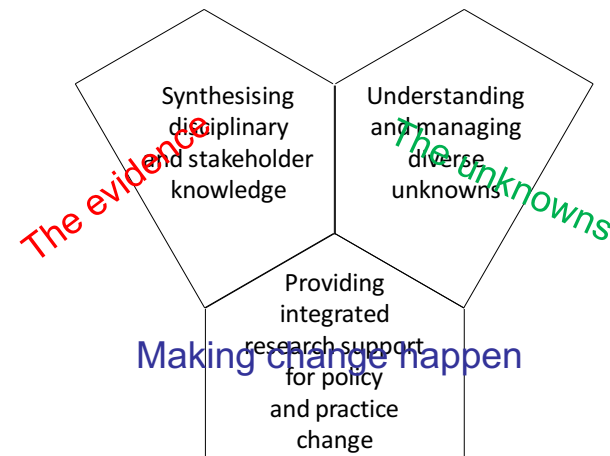 Synthesising
disciplinary
and stakeholder
knowledge
The evidence
Understanding
and managing
diverse
unknowns
The unknowns
Providing
integrated
research support
for policy
and practice
change
Making change happen